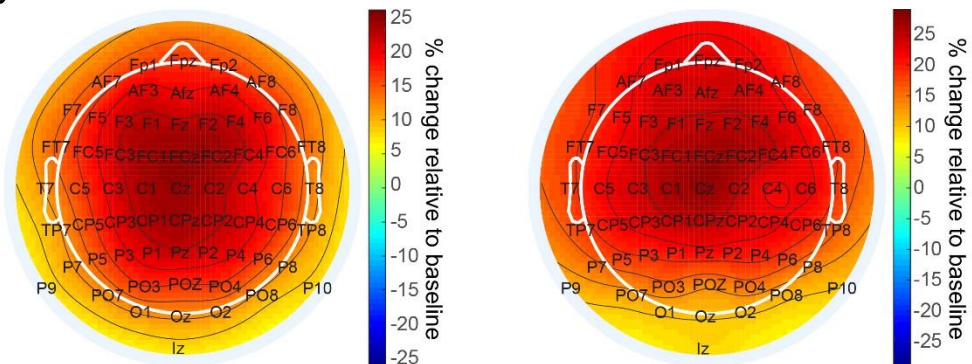 Fp1 Fpz Fp2
AF7 AF3 Afz AF4 AF8
F7 F5 F3 F1 Fz F2 F4 F6 F8
FT7 FC5 FC3 FC1 FCz FC2 FC4 FC6 FT8
T7 C5 C3 C1 Cz C2 C4 C6 T8
TP7 CP5 CP3 CP1 CPz CP2 CP4 CP6 TP8
P9 P7 P5 P3 P1 Pz P2 P4 P6 P8 P10
PO7 PO3 POZ PO4 PO8
O1 Oz O2
Iz
25
20
15
10
5
0
-5
-10
-15
-20
-25
% change relative to baseline
Fp1 Fpz Fp2
AF7 AF3 Afz AF4 AF8
F7 F5 F3 F1 Fz F2 F4 F6 F8
FT7 FC5 FC3 FC1 FCz FC2 FC4 FC6 FT8
T7 C5 C3 C1 Cz C2 C4 C6 T8
TP7 CP5 CP3 CP1 CPz CP2 CP4 CP6 TP8
P9 P7 P5 P3 P1 Pz P2 P4 P6 P8 P10
PO7 PO3 POZ PO4 PO8
O1 Oz O2
Iz
25
20
15
10
5
0
-5
-10
-15
-20
-25
% change relative to baseline